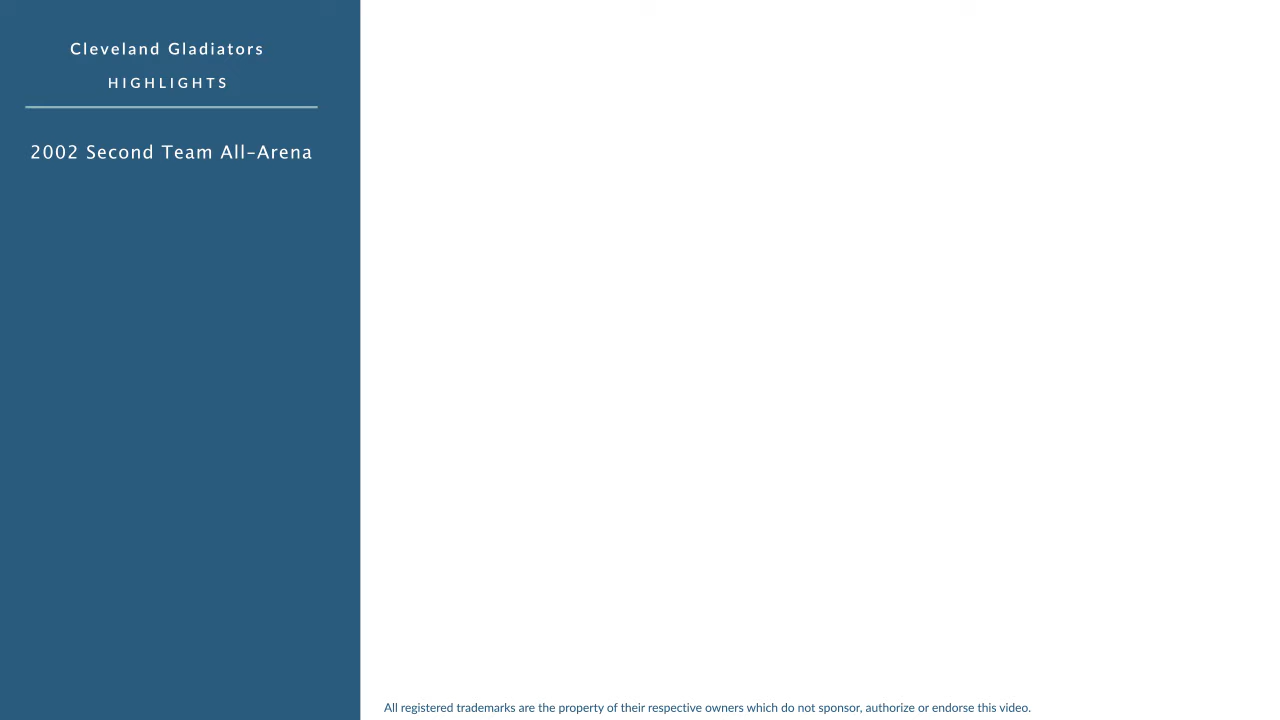 Cleveland Gladiators
HIGHLIGHTS
2002 Second Team All-Arena
All registered trademarks are the property of their respective owners which do not sponsor, authorize or endorse this video.